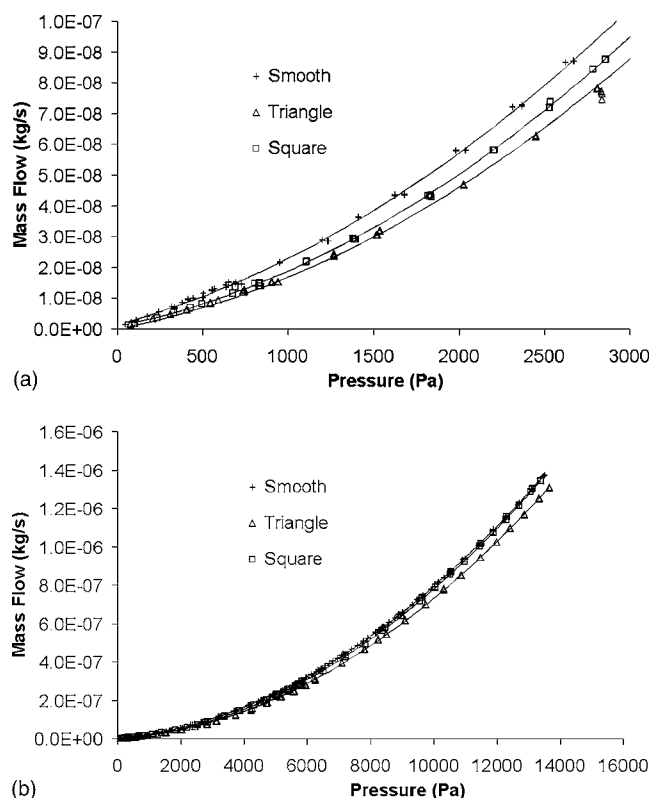 1.0E-07
9.0E-08
8.0E-08
7.0E-08
6.0E-08
5.0E-08
4.0E-08
3.0E-08
2.0E-08
1.0E-08
0.0E+00
Mass Flow (kg/s)
+ Smooth
△ Triangle
□ Square
0 500 1000 1500 2000 2500 3000
Pressure (Pa)
(a)
1.6E-06
1.4E-06
1.2E-06
1.0E-06
8.0E-07
6.0E-07
4.0E-07
2.0E-07
0.0E+00
Mass Flow (kg/s)
+ Smooth
△ Triangle
□ Square
0 2000 4000 6000 8000 10000 12000 14000 16000
Pressure (Pa)
(b)